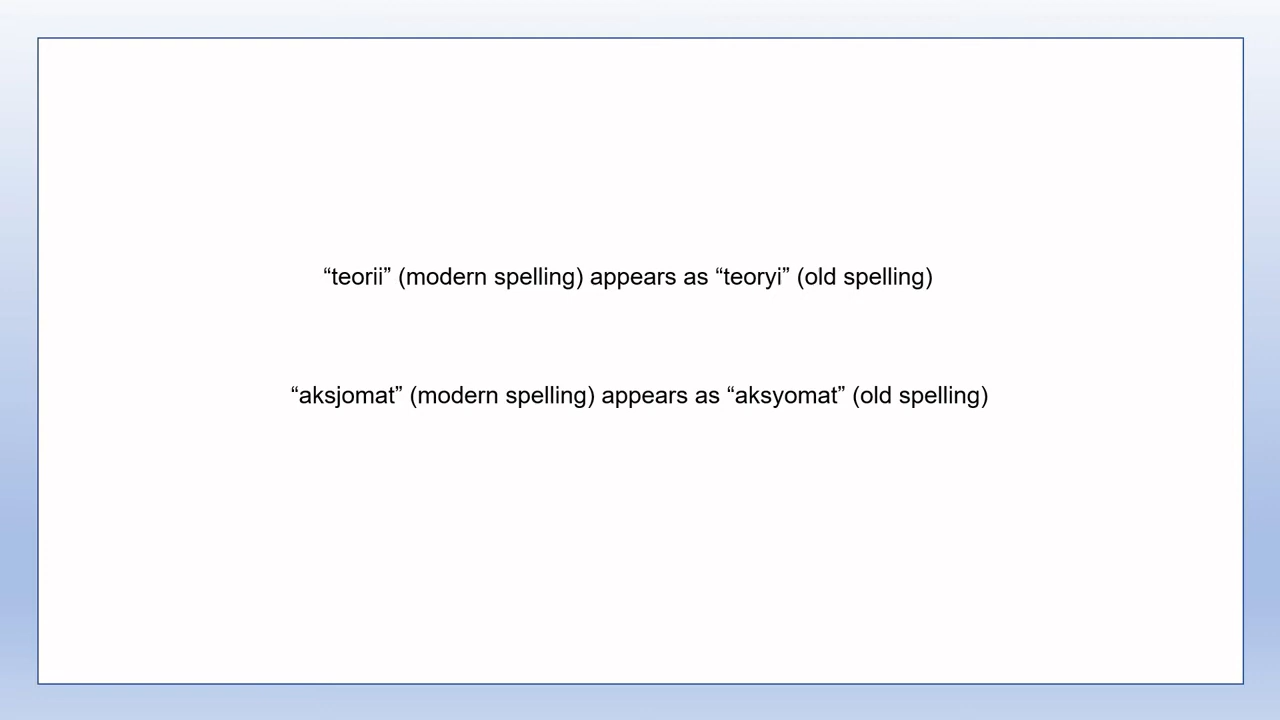 “teorii” (modern spelling) appears as “teoryi” (old spelling)
“aksjomat” (modern spelling) appears as “aksyomat” (old spelling)